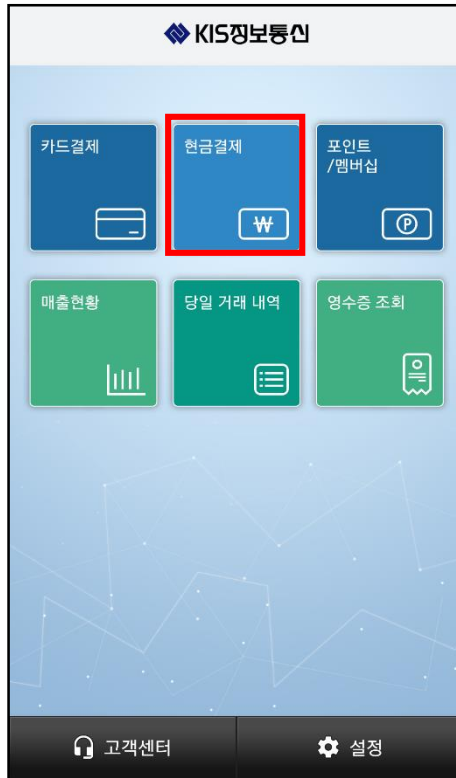 KIS정보통신
카드결제
현금결제
포인트
/멤버십
₩
P
매출현황
당일 거래 내역
영수증 조회
고객센터
설정